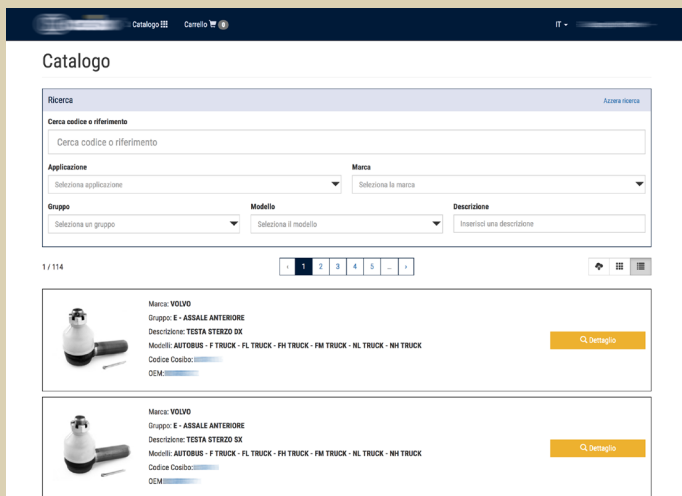 Catalogo Carrello 0 IT
Catalogo
Ricerca Azzera ricerca
Cerca codice o riferimento
Cerca codice o riferimento
Applicazione Marca
Seleziona applicazione Seleziona la marca
Gruppo Modello Descrizione
Seleziona un gruppo Seleziona il modello Inserisci una descrizione
1 / 114 ‹ 1 2 3 4 5 ... ›
Marca: VOLVO
Gruppo: E - ASSALE ANTERIORE
Descrizione: TESTA STERZO DX
Modelli: AUTOBUS - F TRUCK - FL TRUCK - FH TRUCK - FM TRUCK - NL TRUCK - NH TRUCK
Codice Cosibo:
OEM:
Dettaglio
Marca: VOLVO
Gruppo: E - ASSALE ANTERIORE
Descrizione: TESTA STERZO SX
Modelli: AUTOBUS - F TRUCK - FL TRUCK - FH TRUCK - FM TRUCK - NL TRUCK - NH TRUCK
Codice Cosibo:
OEM:
Dettaglio